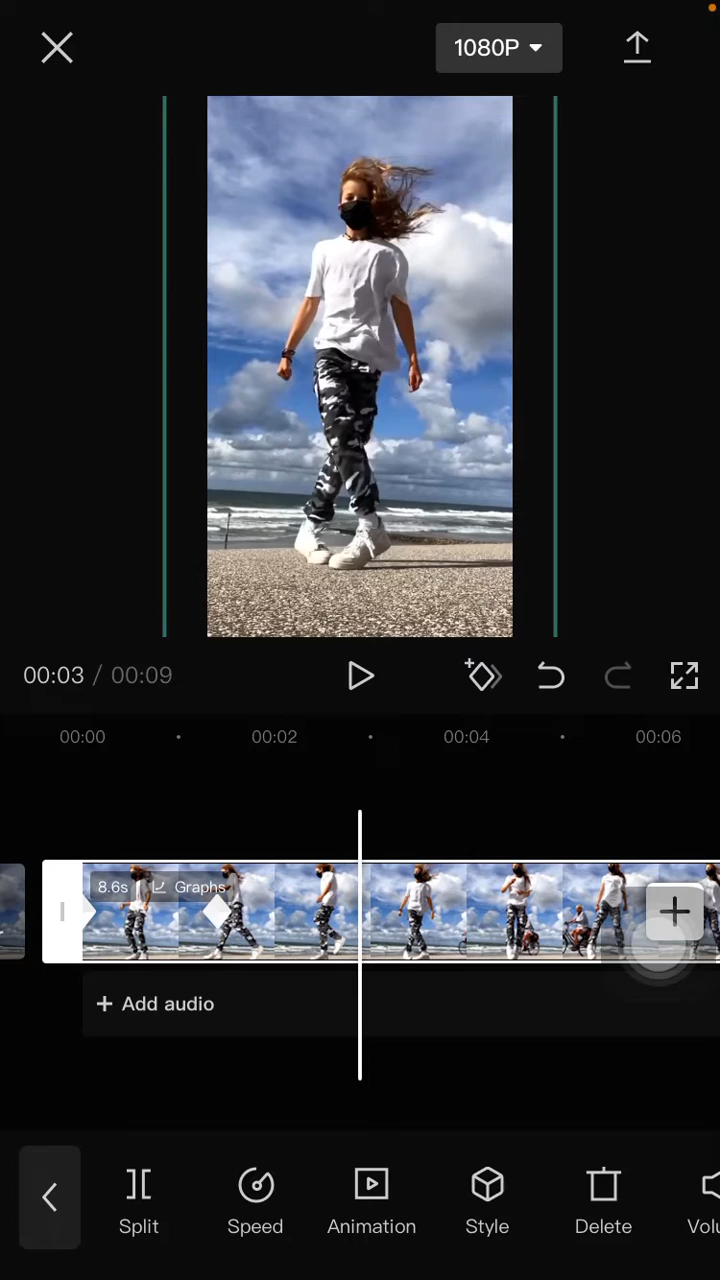 1080P
00:03 / 00:09
00:00 00:02 00:04 00:06
8.6s Graphs
+ Add audio
Split Speed Animation Style Delete Volu